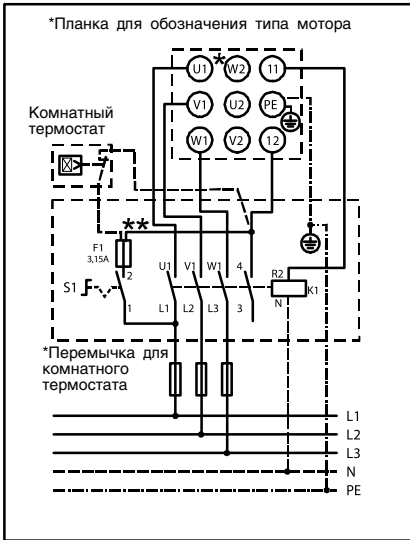 *Планка для обозначения типа мотора
U1 * W2 11
V1 U2 PE
W1 V2 12
Комнатный
термостат
**
F1
3,15A
2
U1 V1 W1 4
R2
K1
N
S1
1
L1 L2 L3 3
*Перемычка для
комнатного
термостата
L1
L2
L3
N
PE